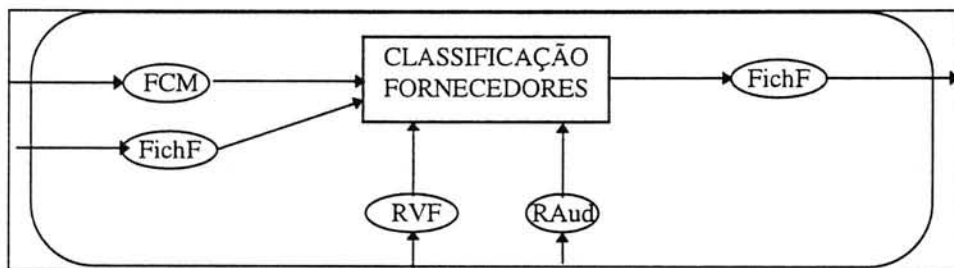 CLASSIFICAÇÃO
FORNECEDORES
FCM
FichF
FichF
RVF
RAud